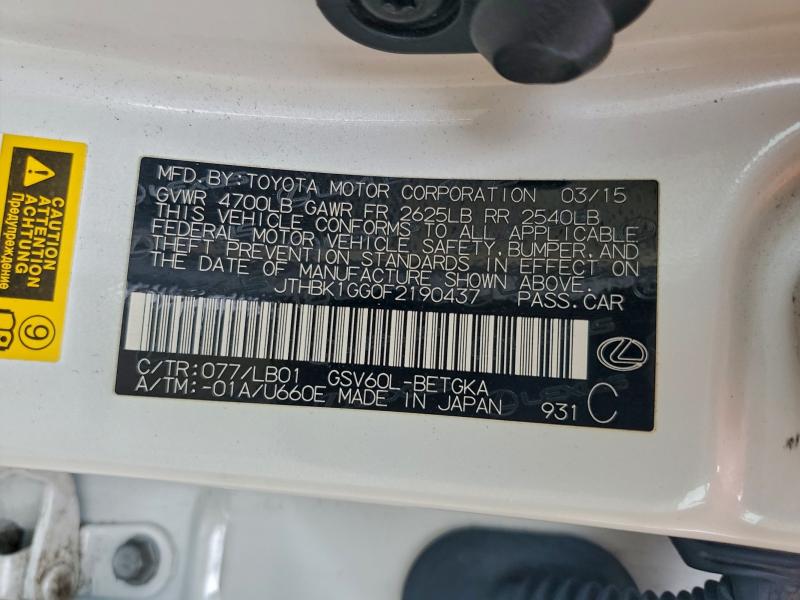 MFD. BY: TOYOTA MOTOR CORPORATION 03/15
GVWR 4700LB GAWR FR 2625LB RR 2540LB
THIS VEHICLE CONFORMS TO ALL APPLICABLE
FEDERAL MOTOR VEHICLE SAFETY, BUMPER, AND
THEFT PREVENTION STANDARDS IN EFFECT ON
THE DATE OF MANUFACTURE SHOWN ABOVE.
JTHBK1GG0F2190437 PASS.CAR
C/TR:077/LB01 GSV60L-BETGKA
A/TM:-01A/U660E MADE IN JAPAN 931 C
CAUTION
ATTENTION
ACHTUNG
Предупреждение
9